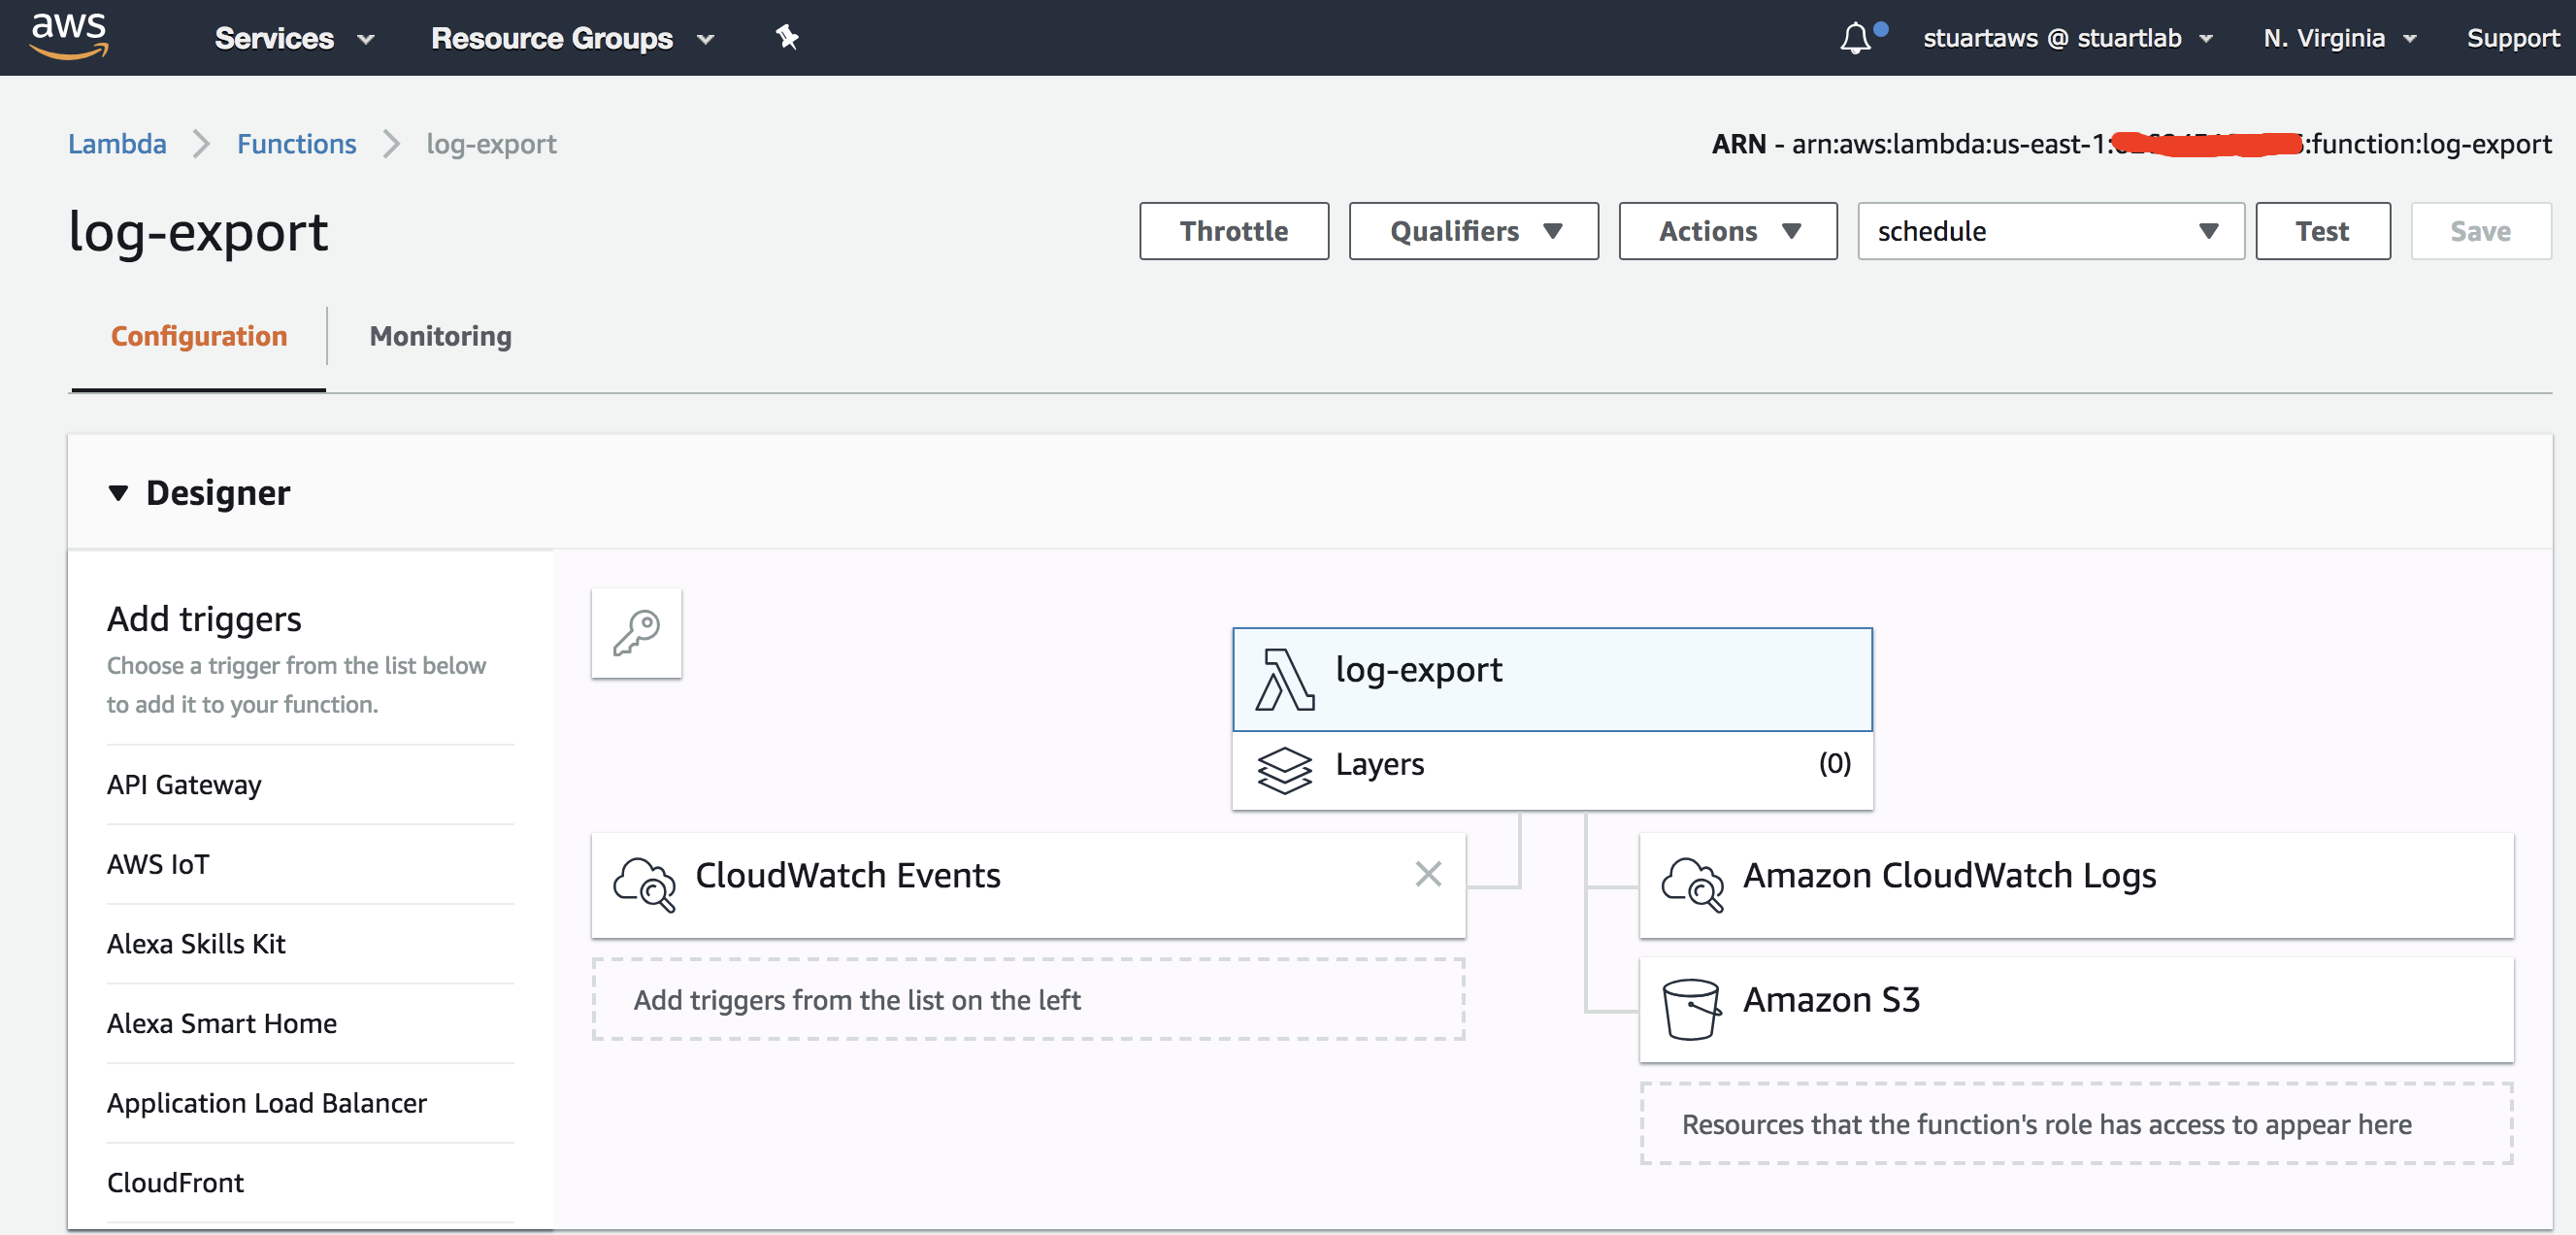 aws Services Resource Groups stuartaws @ stuartlab N. Virginia Support
Lambda Functions log-export ARN - arn:aws:lambda:us-east-1: :function:log-export
log-export Throttle Qualifiers Actions schedule Test Save
Configuration Monitoring
Designer
Add triggers
Choose a trigger from the list below
to add it to your function.
API Gateway
AWS IoT
Alexa Skills Kit
Alexa Smart Home
Application Load Balancer
CloudFront
log-export
Layers (0)
CloudWatch Events
Add triggers from the list on the left
Amazon CloudWatch Logs
Amazon S3
Resources that the function's role has access to appear here